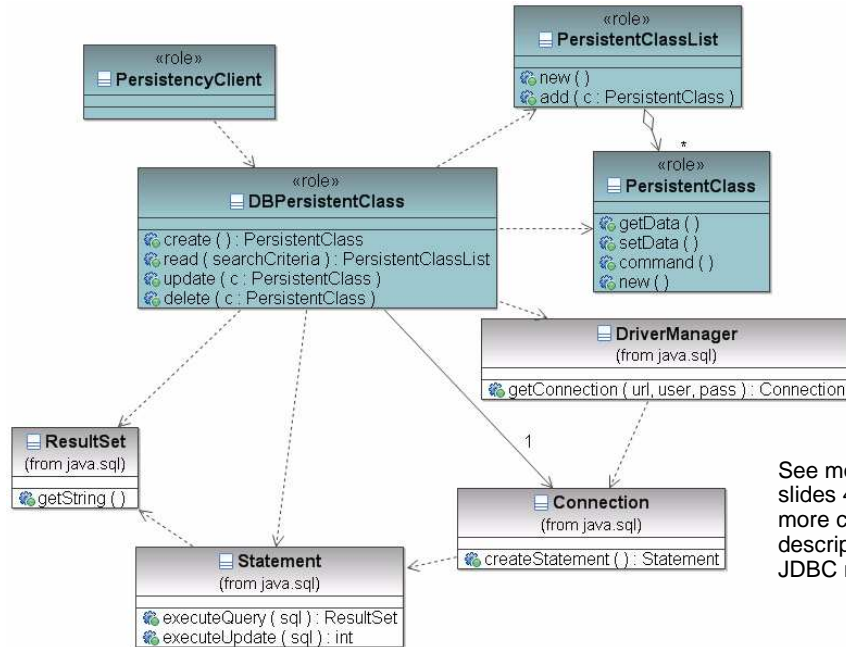 «role»
PersistencyClient
«role»
PersistentClassList
new ( )
add ( c : PersistentClass )
*
«role»
DBPersistentClass
create ( ) : PersistentClass
read ( searchCriteria ) : PersistentClassList
update ( c : PersistentClass )
delete ( c : PersistentClass )
«role»
PersistentClass
getData ( )
setData ( )
command ( )
new ( )
DriverManager
(from java.sql)
getConnection ( url, user, pass ) : Connection
1
ResultSet
(from java.sql)
getString ( )
Connection
(from java.sql)
createStatement ( ) : Statement
Statement
(from java.sql)
executeQuery ( sql ) : ResultSet
executeUpdate ( sql ) : int
See
slides
more
JDBC